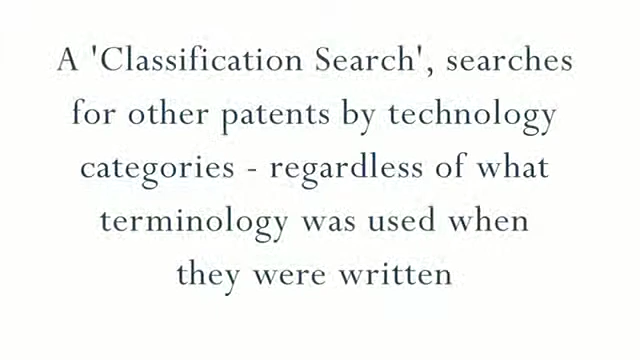 A 'Classification Search', searches
for other patents by technology
categories - regardless of what
terminology was used when
they were written